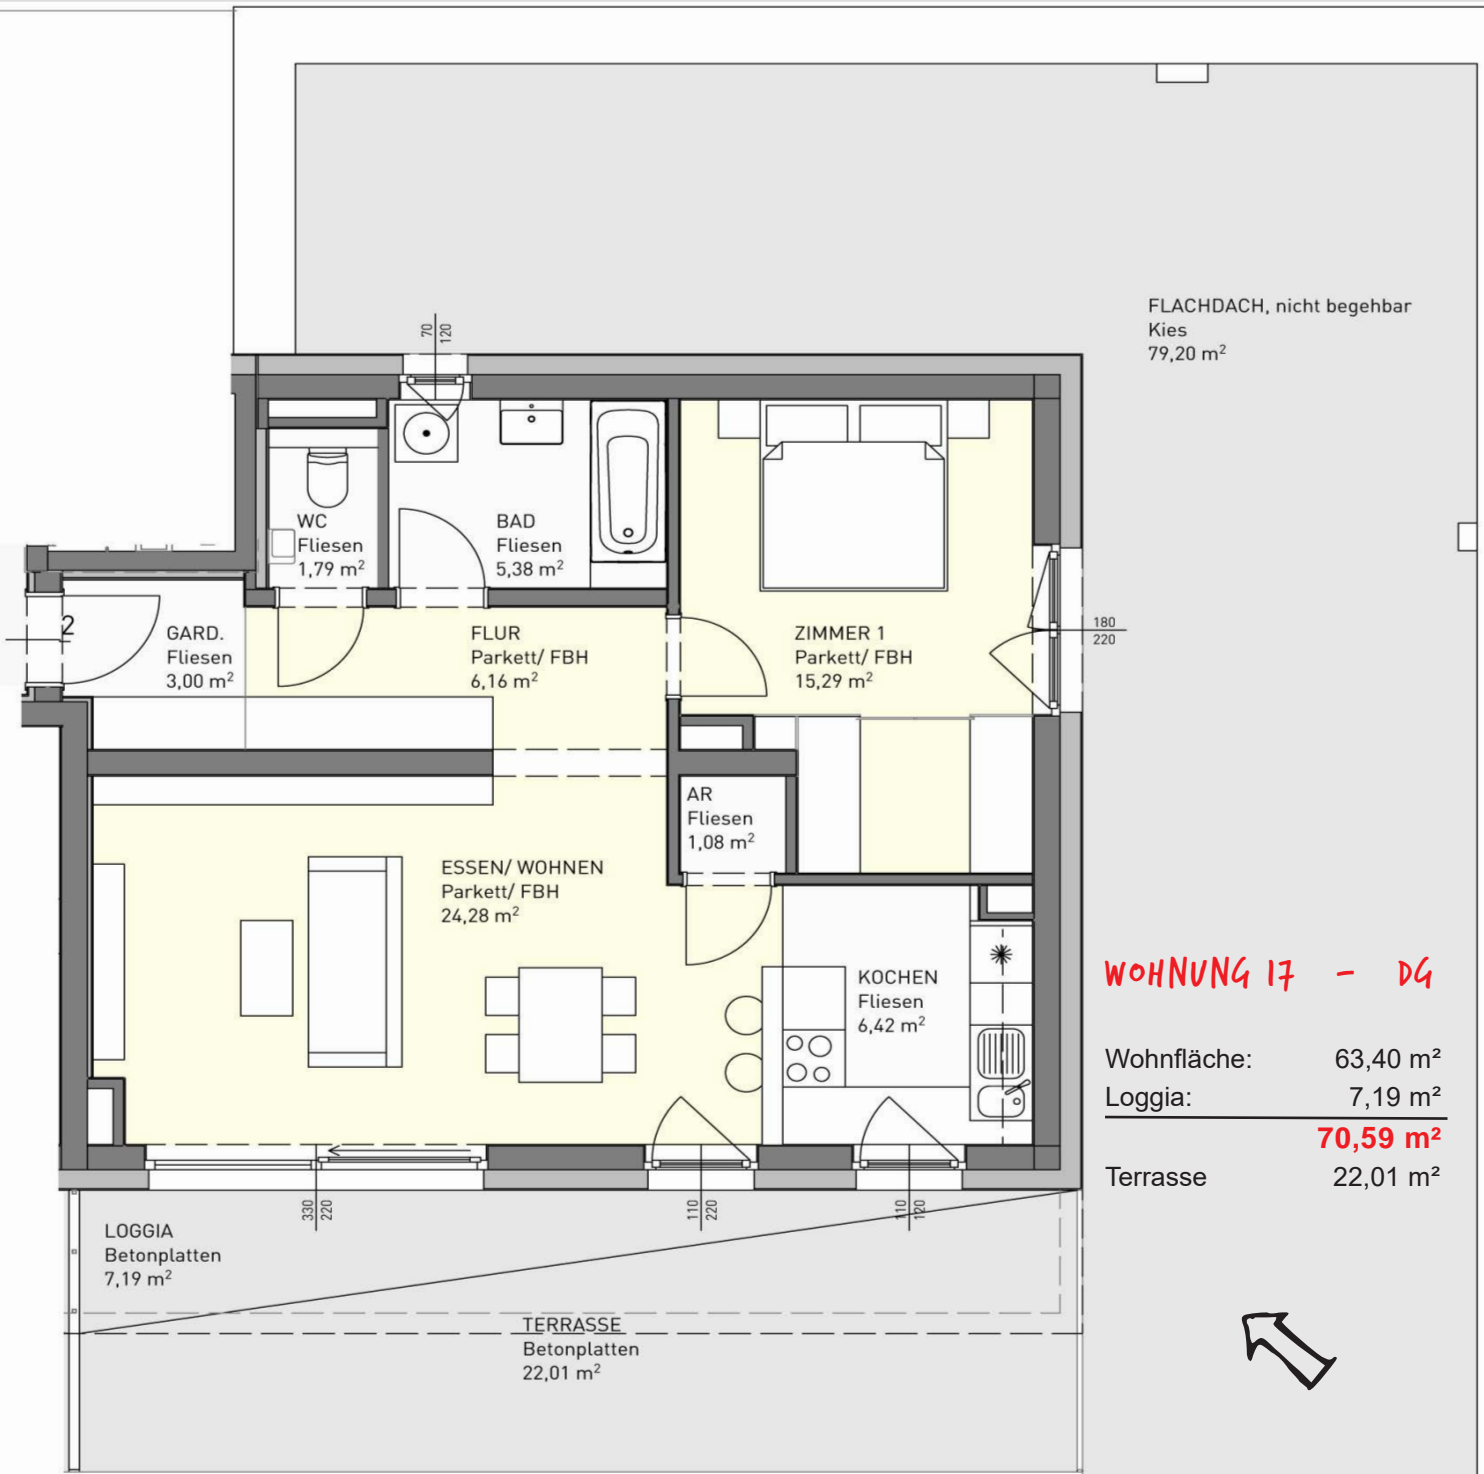 FLACHDACH, nicht begehbar
Kies
79,20 m²
70
120
WC
Fliesen
1,79 m²
BAD
Fliesen
5,38 m²
2
GARD.
Fliesen
3,00 m²
FLUR
Parkett/ FBH
6,16 m²
ZIMMER 1
Parkett/ FBH
15,29 m²
180
220
AR
Fliesen
1,08 m²
ESSEN/ WOHNEN
Parkett/ FBH
24,28 m²
KOCHEN
Fliesen
6,42 m²
WOHNUNG 17 - DG
Wohnfläche: 63,40 m²
Loggia: 7,19 m²
70,59 m²
Terrasse 22,01 m²
330
220
110
220
110
120
LOGGIA
Betonplatten
7,19 m²
TERRASSE
Betonplatten
22,01 m²